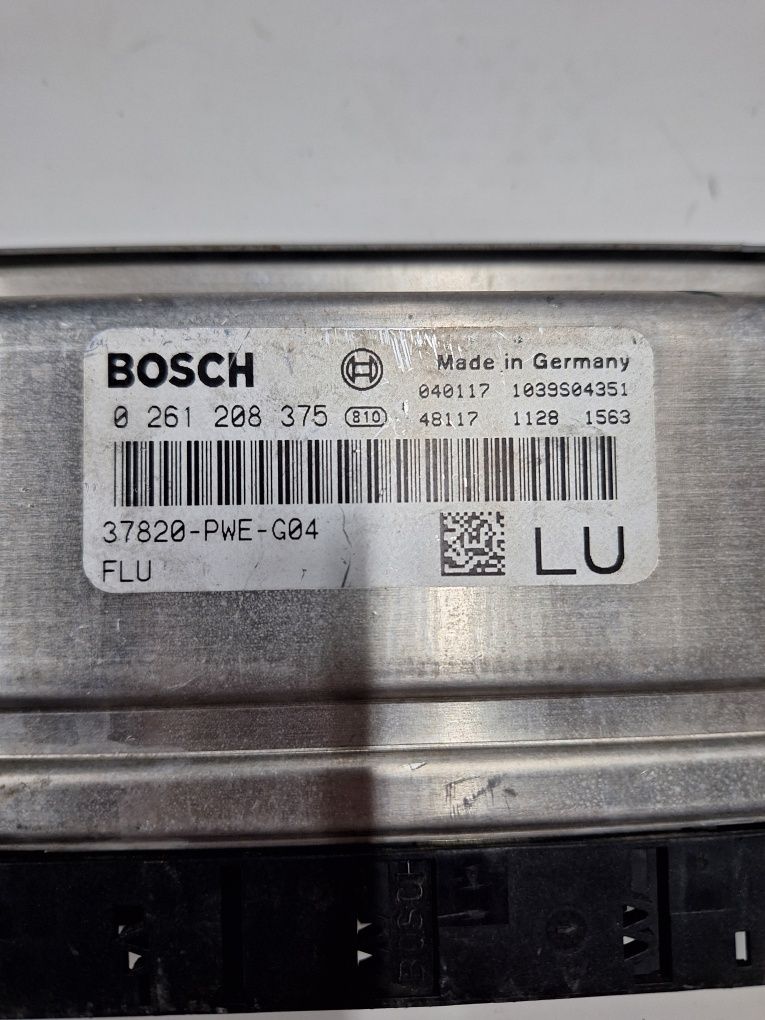 BOSCH
Made in Germany
040117 1039S04351
0 261 208 375 810 48117 1128 1563
37820-PWE-G04
FLU
LU
BOSCH